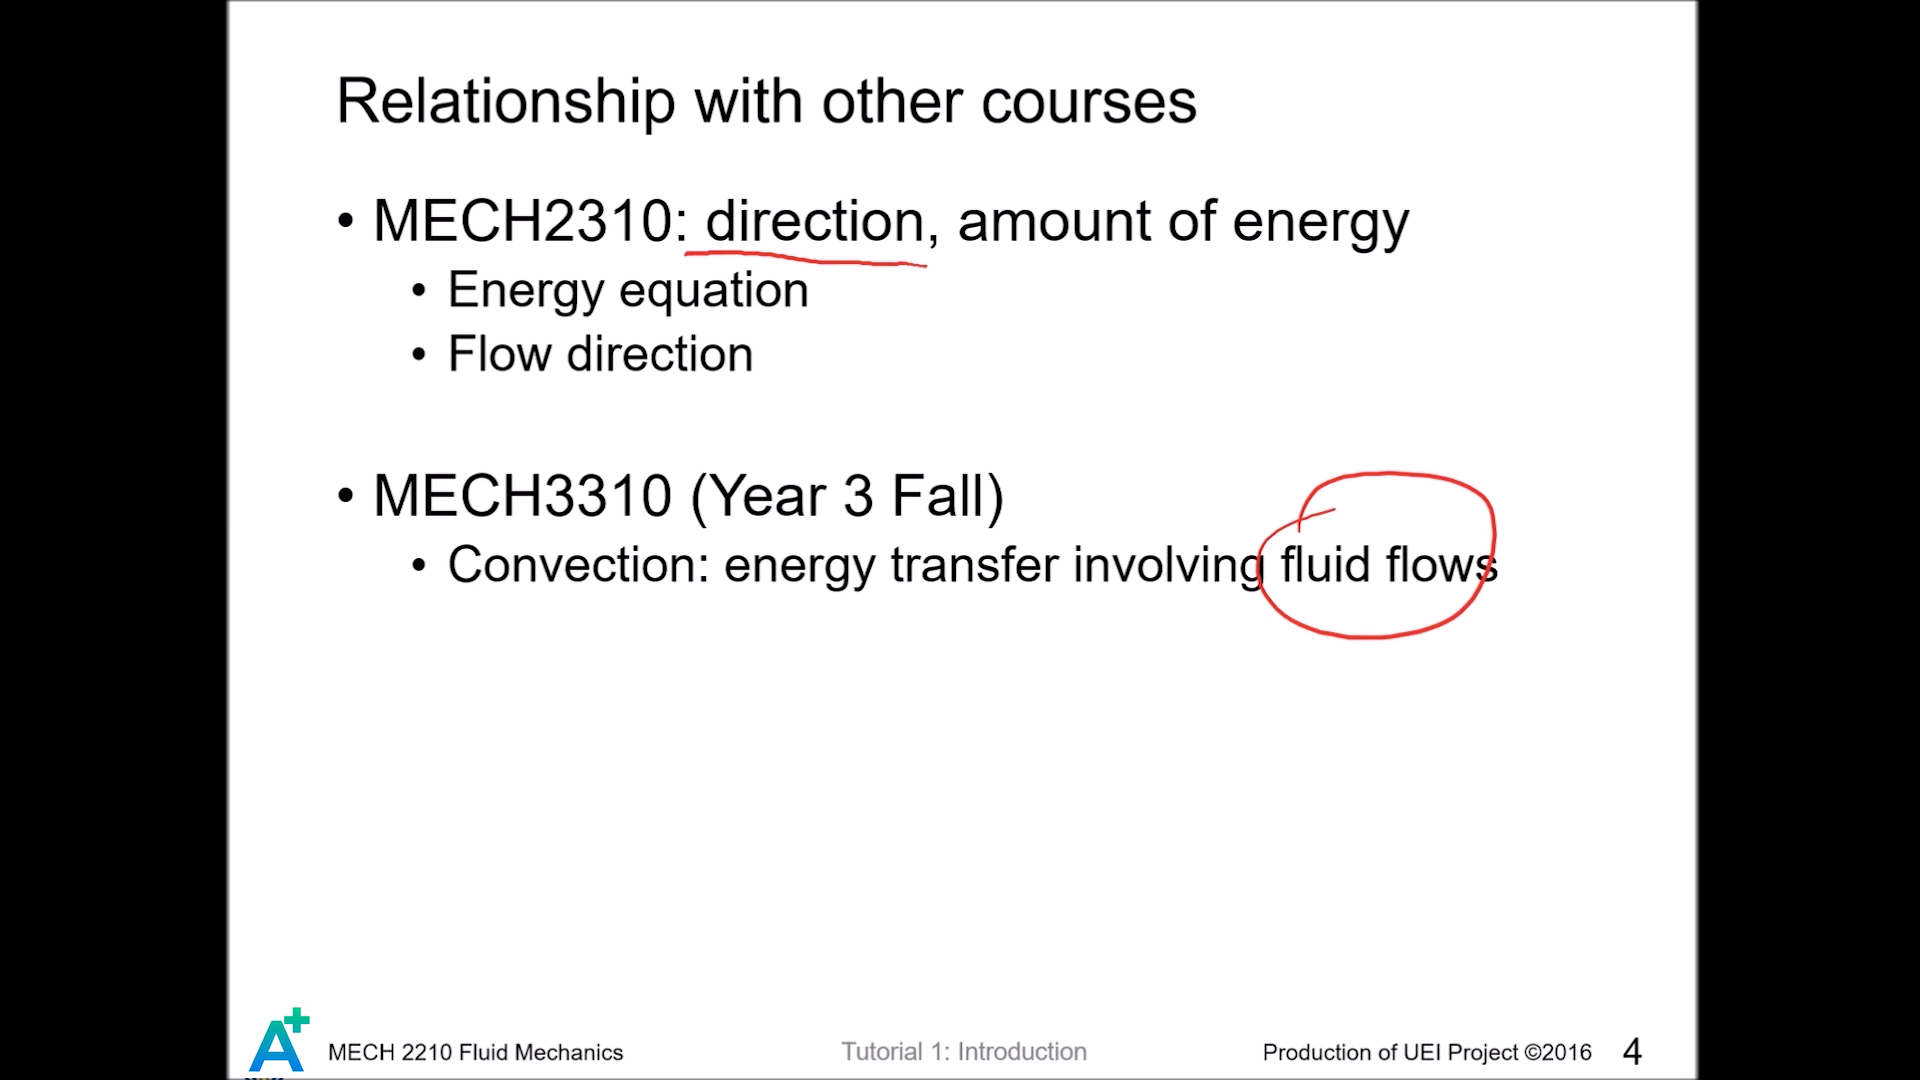 Relationship with other courses
• MECH2310: direction, amount of energy
• Energy equation
• Flow direction
• MECH3310 (Year 3 Fall)
• Convection: energy transfer involving fluid flows
A+ MECH 2210 Fluid Mechanics Tutorial 1: Introduction Production of UEI Project ©2016 4